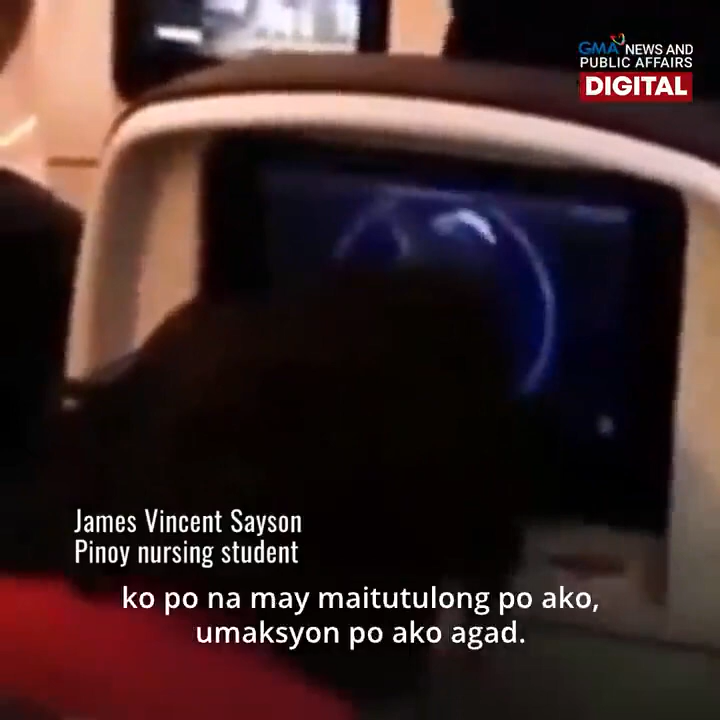 GMA NEWS AND
PUBLIC AFFAIRS
DIGITAL
James Vincent Sayson
Pinoy nursing student
ko po na may maitutulong po ako,
umaksyon po ako agad.